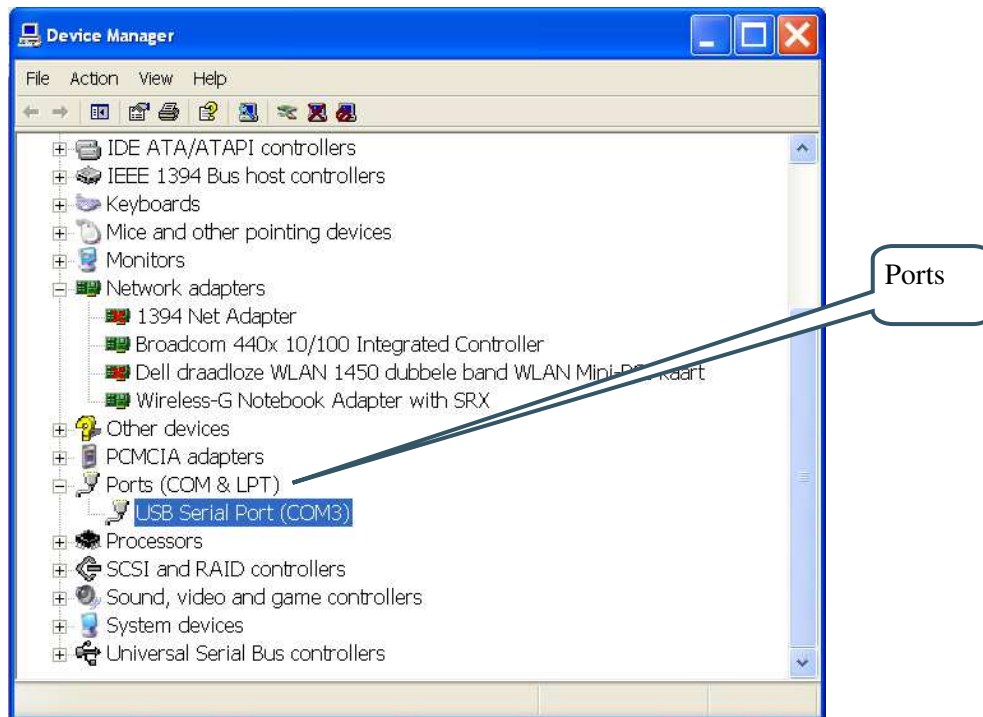 Device Manager
File Action View Help
IDE ATA/ATAPI controllers
IEEE 1394 Bus host controllers
Keyboards
Mice and other pointing devices
Monitors
Network adapters
1394 Net Adapter
Broadcom 440x 10/100 Integrated Controller
Dell draadloze WLAN 1450 dubbele band WLAN kaart
Wireless-G Notebook Adapter with SRX
Other devices
PCMCIA adapters
Ports (COM & LPT)
USB Serial Port (COM3)
Processors
SCSI and RAID controllers
Sound, video and game controllers
System devices
Universal Serial Bus controllers
Ports